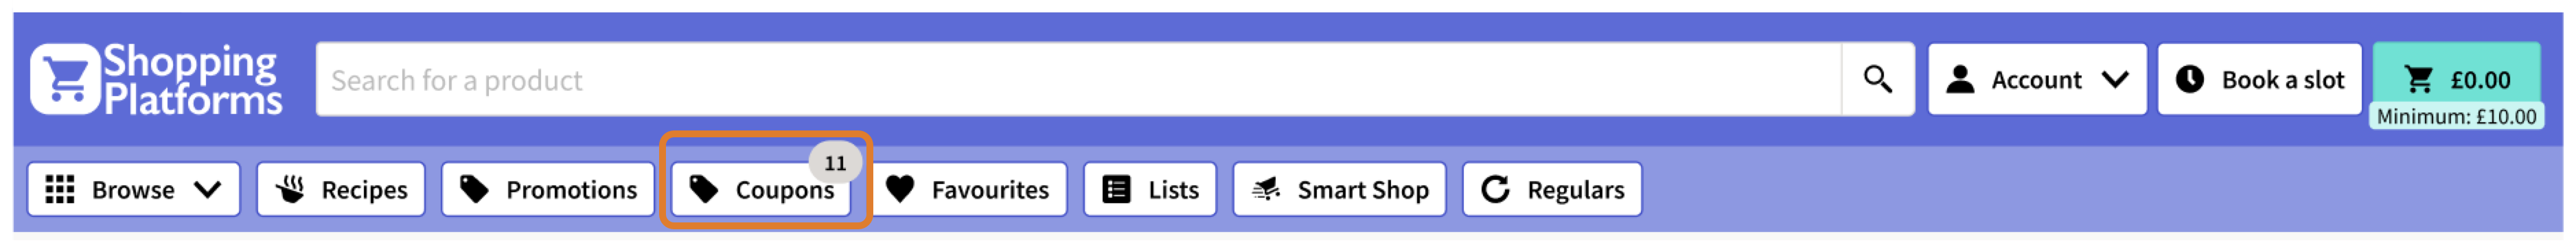 Shopping
Platforms
Search for a product
Account
Book a slot
£0.00
Minimum: £10.00
Browse
Recipes
Promotions
Coupons
11
Favourites
Lists
Smart Shop
Regulars